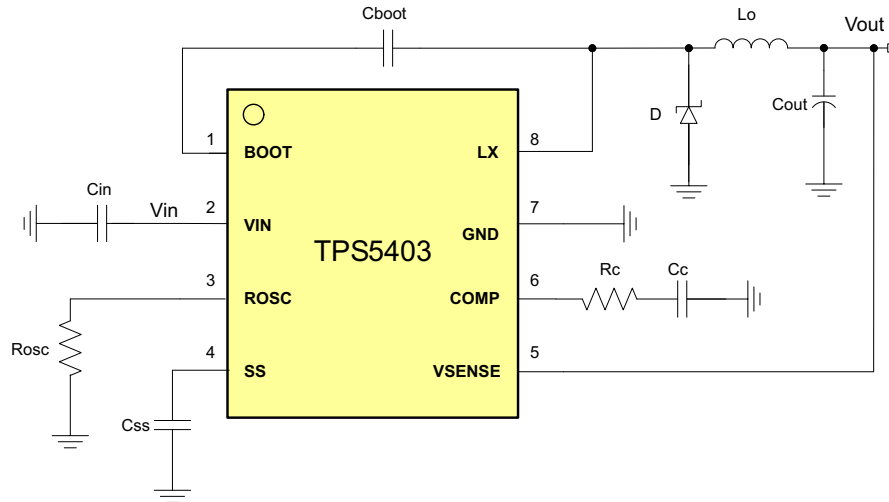 Cboot
Lo
Vout
D
Cout
1
BOOT
LX
8
Cin
Vin
2
VIN
GND
7
TPS5403
3
ROSC
COMP
6
Rc
Cc
Rosc
4
SS
VSENSE
5
Css